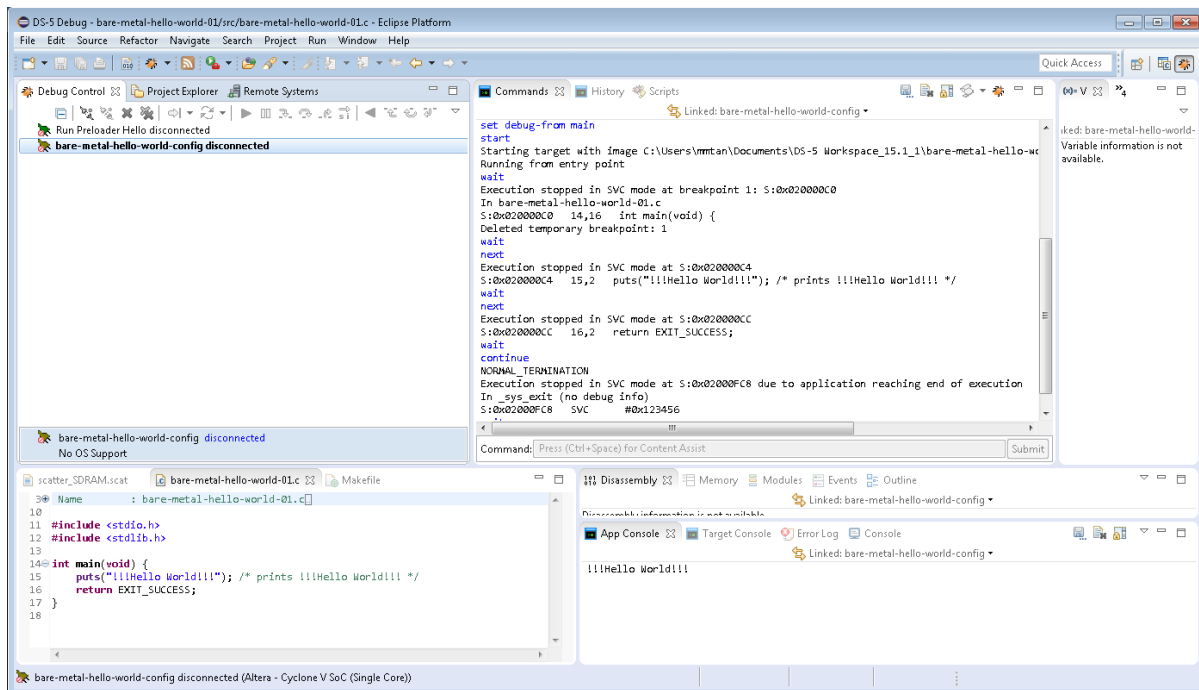 DS-5 Debug - bare-metal-hello-world-01/src/bare-metal-hello-world-01.c - Eclipse Platform
File Edit Source Refactor Navigate Search Project Run Window Help
Quick Access
Debug Control Project Explorer Remote Systems
Run Preloader Hello disconnected
bare-metal-hello-world-config disconnected
bare-metal-hello-world-config disconnected
No OS Support
Commands History Scripts
Linked: bare-metal-hello-world-config
set debug-from main
start
Starting target with image C:\Users\mmtan\Documents\DS-5 Workspace_15.1_1\bare-metal-hello-wo
Running from entry point
wait
Execution stopped in SVC mode at breakpoint 1: S:0x020000C0
In bare-metal-hello-world-01.c
S:0x020000C0 14,16 int main(void) {
Deleted temporary breakpoint: 1
wait
next
Execution stopped in SVC mode at S:0x020000C4
S:0x020000C4 15,2 puts("!!!Hello World!!!"); /* prints !!!Hello World!!! */
wait
next
Execution stopped in SVC mode at S:0x020000CC
S:0x020000CC 16,2 return EXIT_SUCCESS;
wait
continue
NORMAL_TERMINATION
Execution stopped in SVC mode at S:0x02000FC8 due to application reaching end of execution
In _sys_exit (no debug info)
S:0x02000FC8 SVC #0x123456
Command: Press (Ctrl+Space) for Content Assist Submit
(x)= V 4
ked: bare-metal-hello-world-
Variable information is not
available.
scatter_SDRAM.scat bare-metal-hello-world-01.c Makefile
3 Name : bare-metal-hello-world-01.c
10
11 #include <stdio.h>
12 #include <stdlib.h>
13
14 int main(void) {
15 puts("!!!Hello World!!!"); /* prints !!!Hello World!!! */
16 return EXIT_SUCCESS;
17 }
18
Disassembly Memory Modules Events Outline
Linked: bare-metal-hello-world-config
Disassembly information is not available
App Console Target Console Error Log Console
Linked: bare-metal-hello-world-config
!!!Hello World!!!
bare-metal-hello-world-config disconnected (Altera - Cyclone V SoC (Single Core))